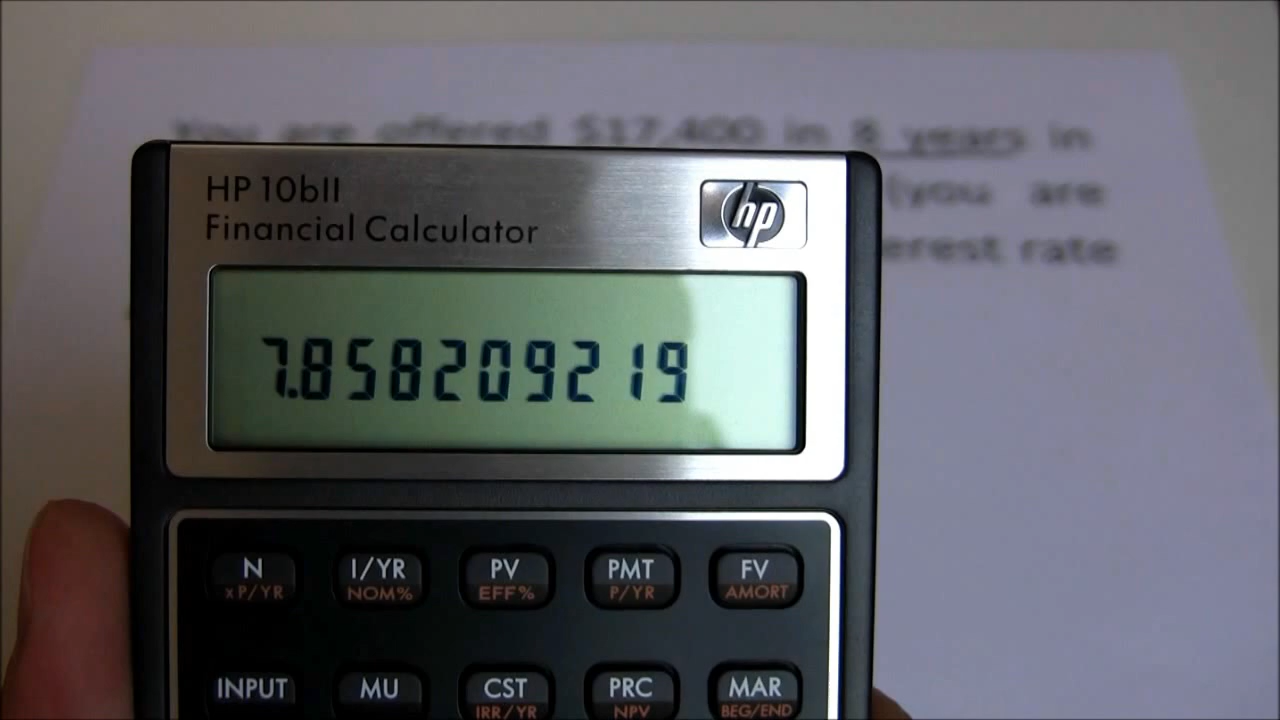 You are offered $17,400 in 8 years in
(you are
erest rate
HP 10bII
Financial Calculator
hp
7.858209219
N I/YR PV PMT FV
xP/YR NOM% EFF% P/YR AMORT
INPUT MU CST PRC MAR
IRR/YR NPV BEG/END